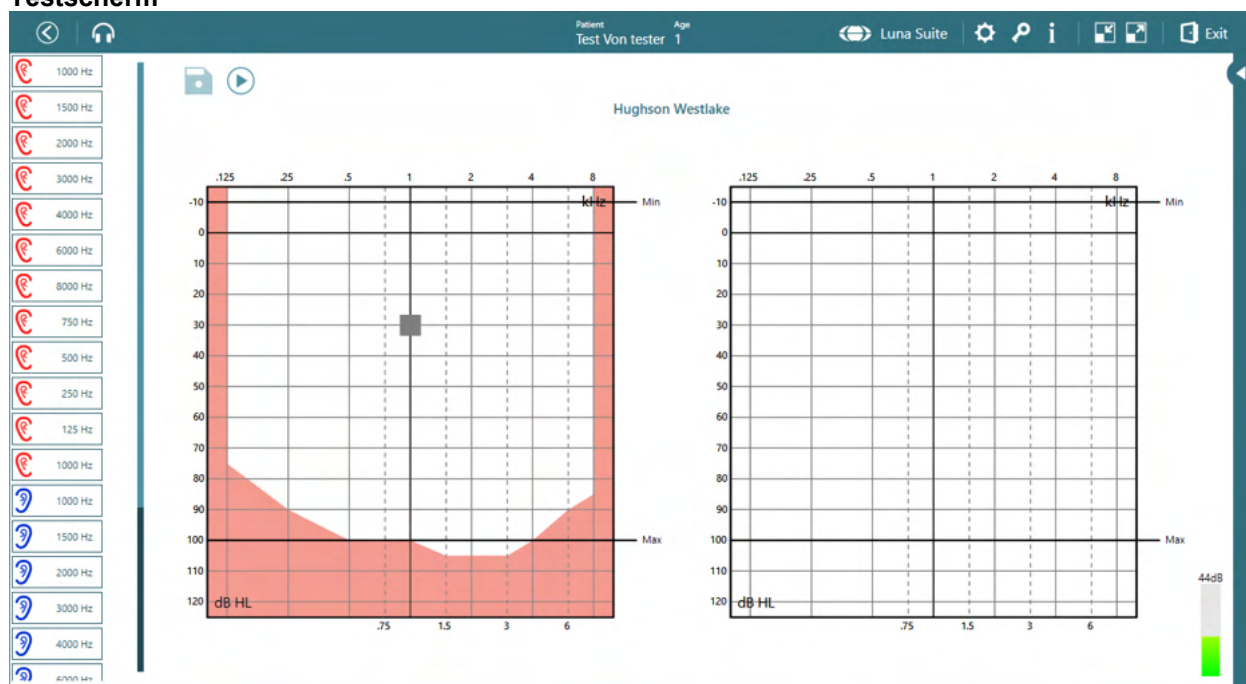 Testscherm
Patient Age
Test Von tester 1
Luna Suite
i
Exit
1000 Hz
1500 Hz
2000 Hz
3000 Hz
4000 Hz
6000 Hz
8000 Hz
750 Hz
500 Hz
250 Hz
125 Hz
1000 Hz
1000 Hz
1500 Hz
2000 Hz
3000 Hz
4000 Hz
6000 Hz
Hughson Westlake
.125 .25 .5 1 2 4 8
kHz
-10 Min
0
10
20
30
40
50
60
70
80
90
100 Max
110
120 dB HL
.75 1.5 3 6
.125 .25 .5 1 2 4 8
kHz
-10 Min
0
10
20
30
40
50
60
70
80
90
100 Max
110
120 dB HL
.75 1.5 3 6
44dB